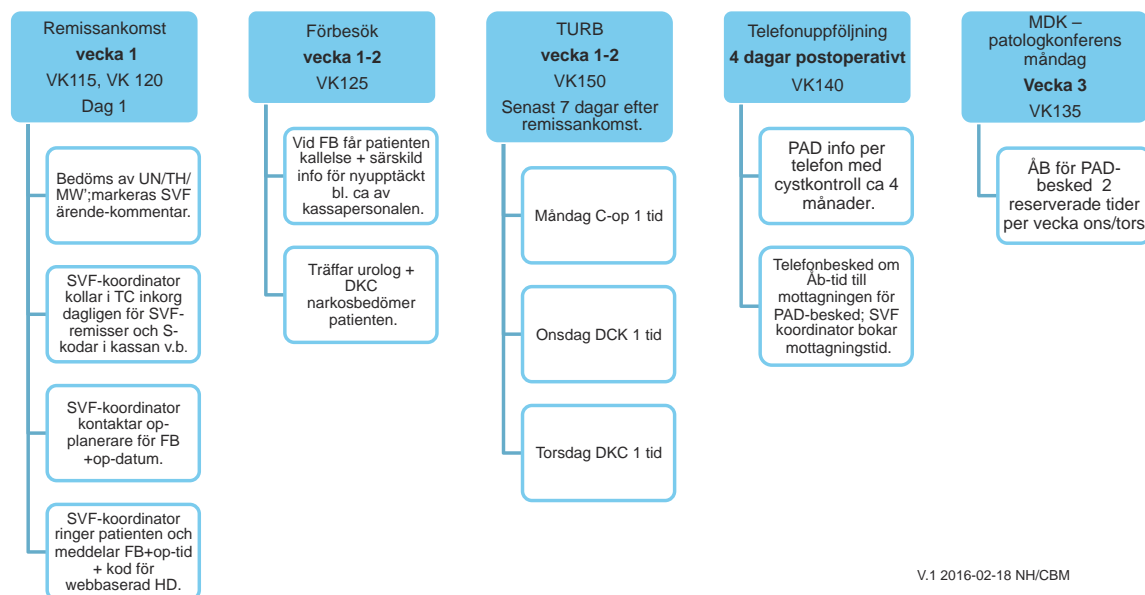 Remissankomst
vecka 1
VK115, VK 120
Dag 1
Bedöms av UN/TH/
MW';markeras SVF
ärende-kommentar.
SVF-koordinator
kollar i TC inkorg
dagligen för SVF-
remisser och S-
kodar i kassan v.b.
SVF-koordinator
kontaktar op-
planerare för FB
+op-datum.
SVF-koordinator
ringer patienten och
meddelar FB+op-tid
+ kod för
webbaserad HD.
Förbesök
vecka 1-2
VK125
Vid FB får patienten
kallelse + särskild
info för nyupptäckt
bl. ca av
kassapersonalen.
Träffar urolog +
DKC
narkosbedömer
patienten.
TURB
vecka 1-2
VK150
Senast 7 dagar efter
remissankomst.
Måndag C-op 1 tid
Onsdag DCK 1 tid
Torsdag DKC 1 tid
Telefonuppföljning
4 dagar postoperativt
VK140
PAD info per
telefon med
cystkontroll ca 4
månader.
Telefonbesked om
Åb-tid till
mottagningen för
PAD-besked; SVF
koordinator bokar
mottagningstid.
MDK –
patologkonferens
måndag
Vecka 3
VK135
ÅB för PAD-
besked 2
reserverade tider
per vecka ons/tors
V.1 2016-02-18 NH/CBM